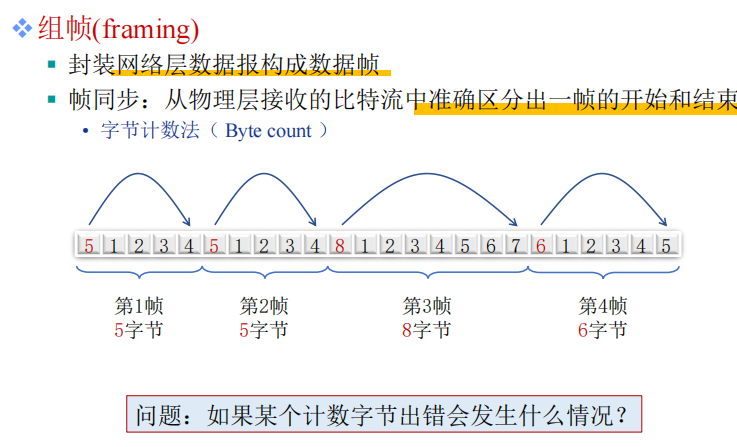 组帧(framing)
封装网络层数据报构成数据帧
帧同步：从物理层接收的比特流中准确区分出一帧的开始和结束
字节计数法（ Byte count ）
5 1 2 3 4 5 1 2 3 4 8 1 2 3 4 5 6 7 6 1 2 3 4 5
第1帧 第2帧 第3帧 第4帧
5字节 5字节 8字节 6字节
问题：如果某个计数字节出错会发生什么情况？